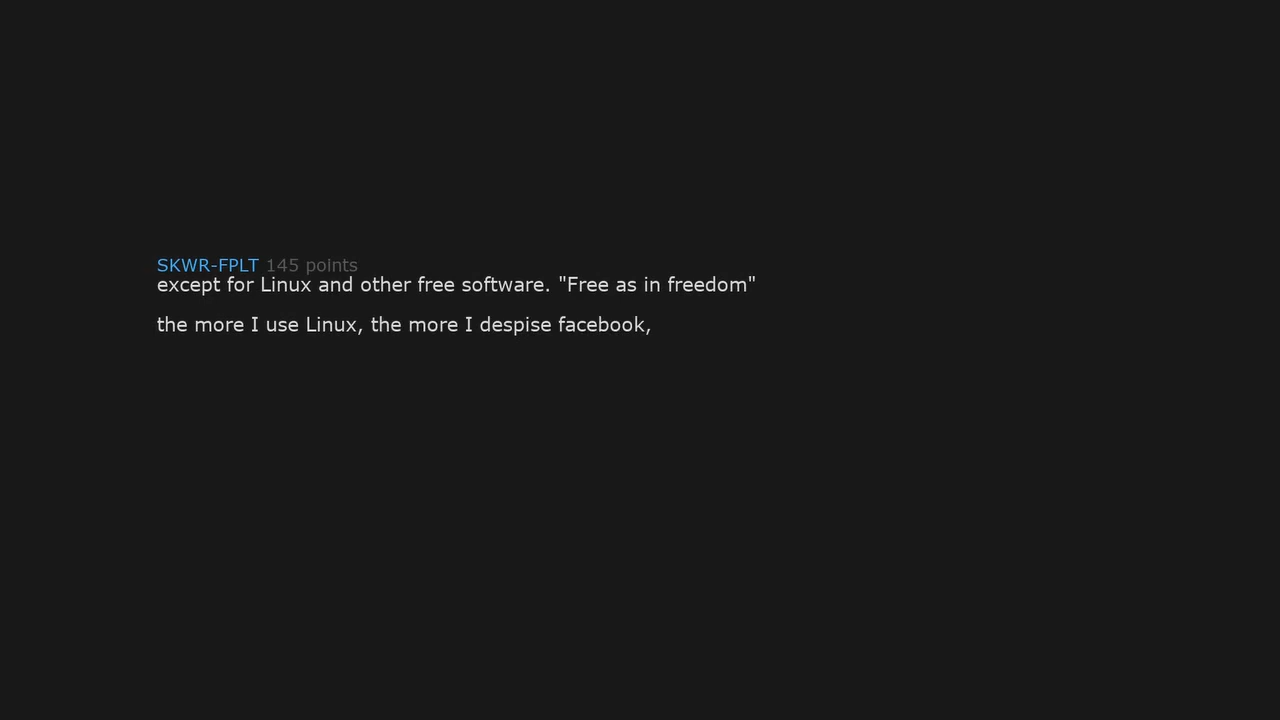 SKWR-FPLT 145 points
except for Linux and other free software. "Free as in freedom"
the more I use Linux, the more I despise facebook,